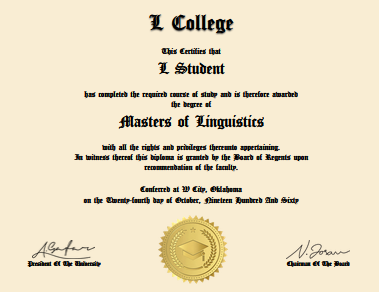 L College
This Certifies that
L Student
has completed the required course of study and is therefore awarded
the degree of
Masters of Linguistics
with all the rights and privileges thereunto appertaining.
In witness thereof this diploma is granted by the Board of Regents upon
recommendation of the faculty.
Conferred at W City, Oklahoma
on the Twenty-fourth day of October, Nineteen Hundred And Sixty
President Of The University
Chairman Of The Board